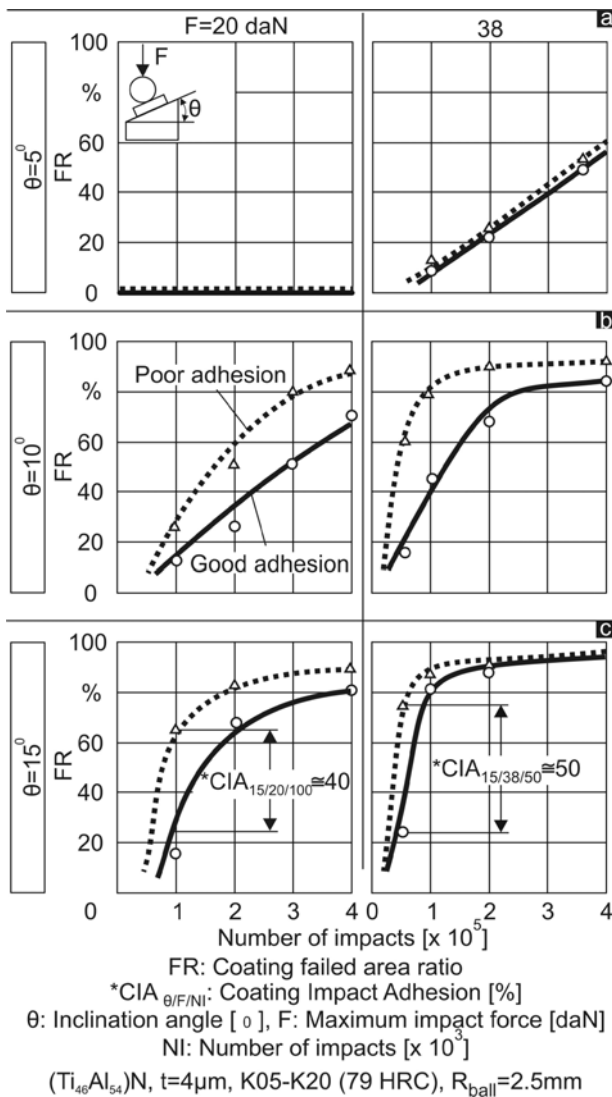 F=20 daN
38
a
100
%
60
40
20
0
FR
θ=5⁰
F
θ
b
100
%
60
40
20
0
FR
θ=10⁰
Poor adhesion
Good adhesion
c
100
%
60
40
20
0
FR
θ=15⁰
*CIA15/20/100≅40
*CIA15/38/50≅50
1 2 3 4 0 1 2 3 4
Number of impacts [x 10⁵]
FR: Coating failed area ratio
*CIA θ/F/NI: Coating Impact Adhesion [%]
θ: Inclination angle [ 0 ], F: Maximum impact force [daN]
NI: Number of impacts [x 10³]
(Ti46Al54)N, t=4μm, K05-K20 (79 HRC), Rball=2.5mm